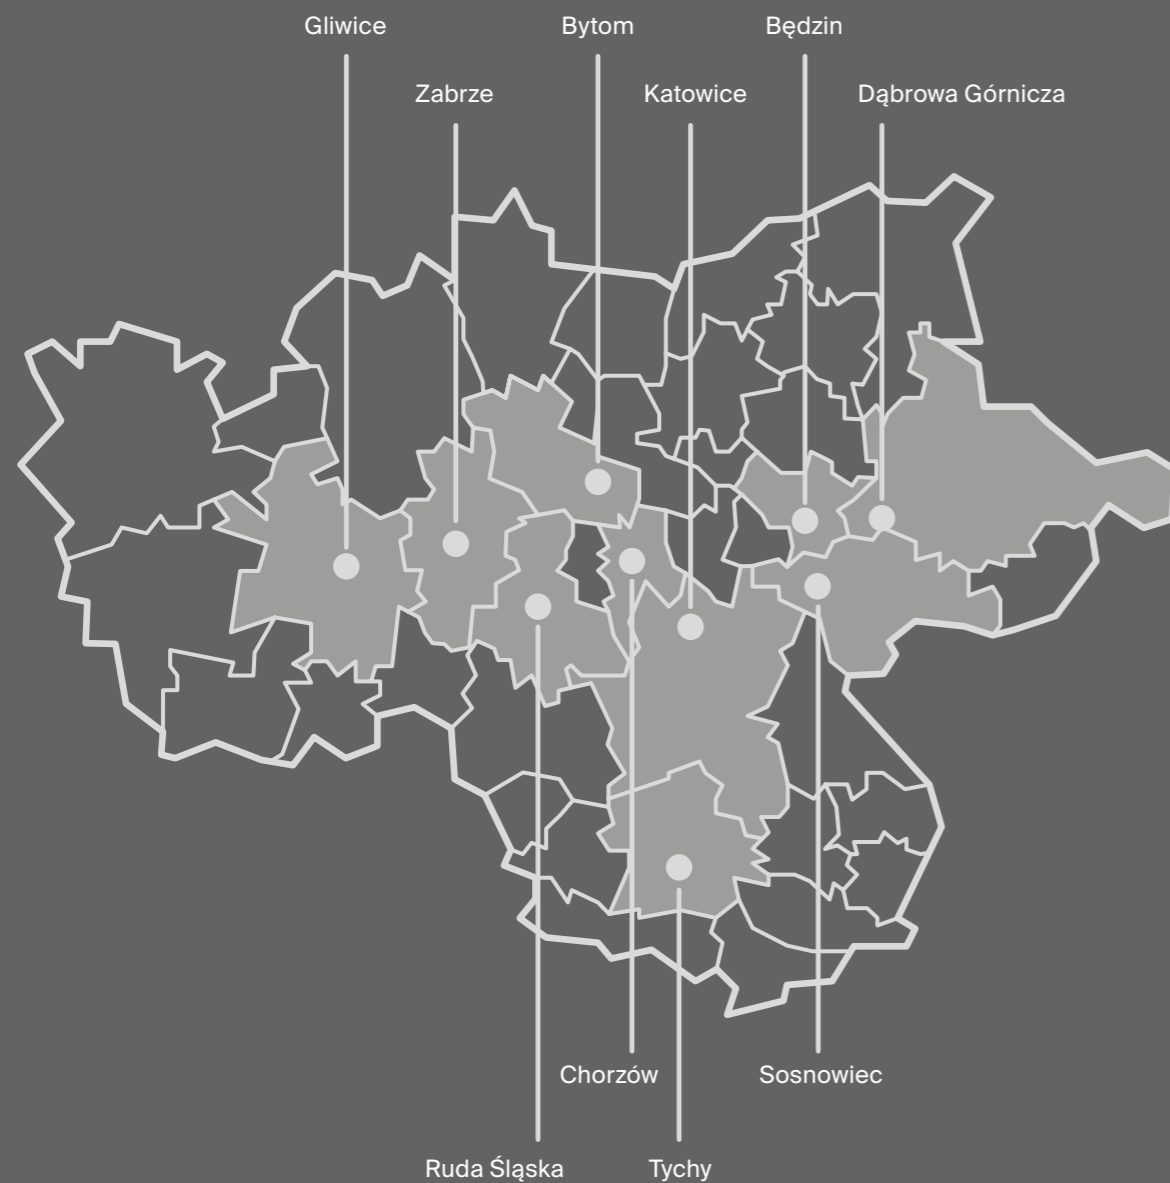 Gliwice
Bytom
Będzin
Zabrze
Katowice
Dąbrowa Górnicza
Chorzów
Sosnowiec
Ruda Śląska
Tychy